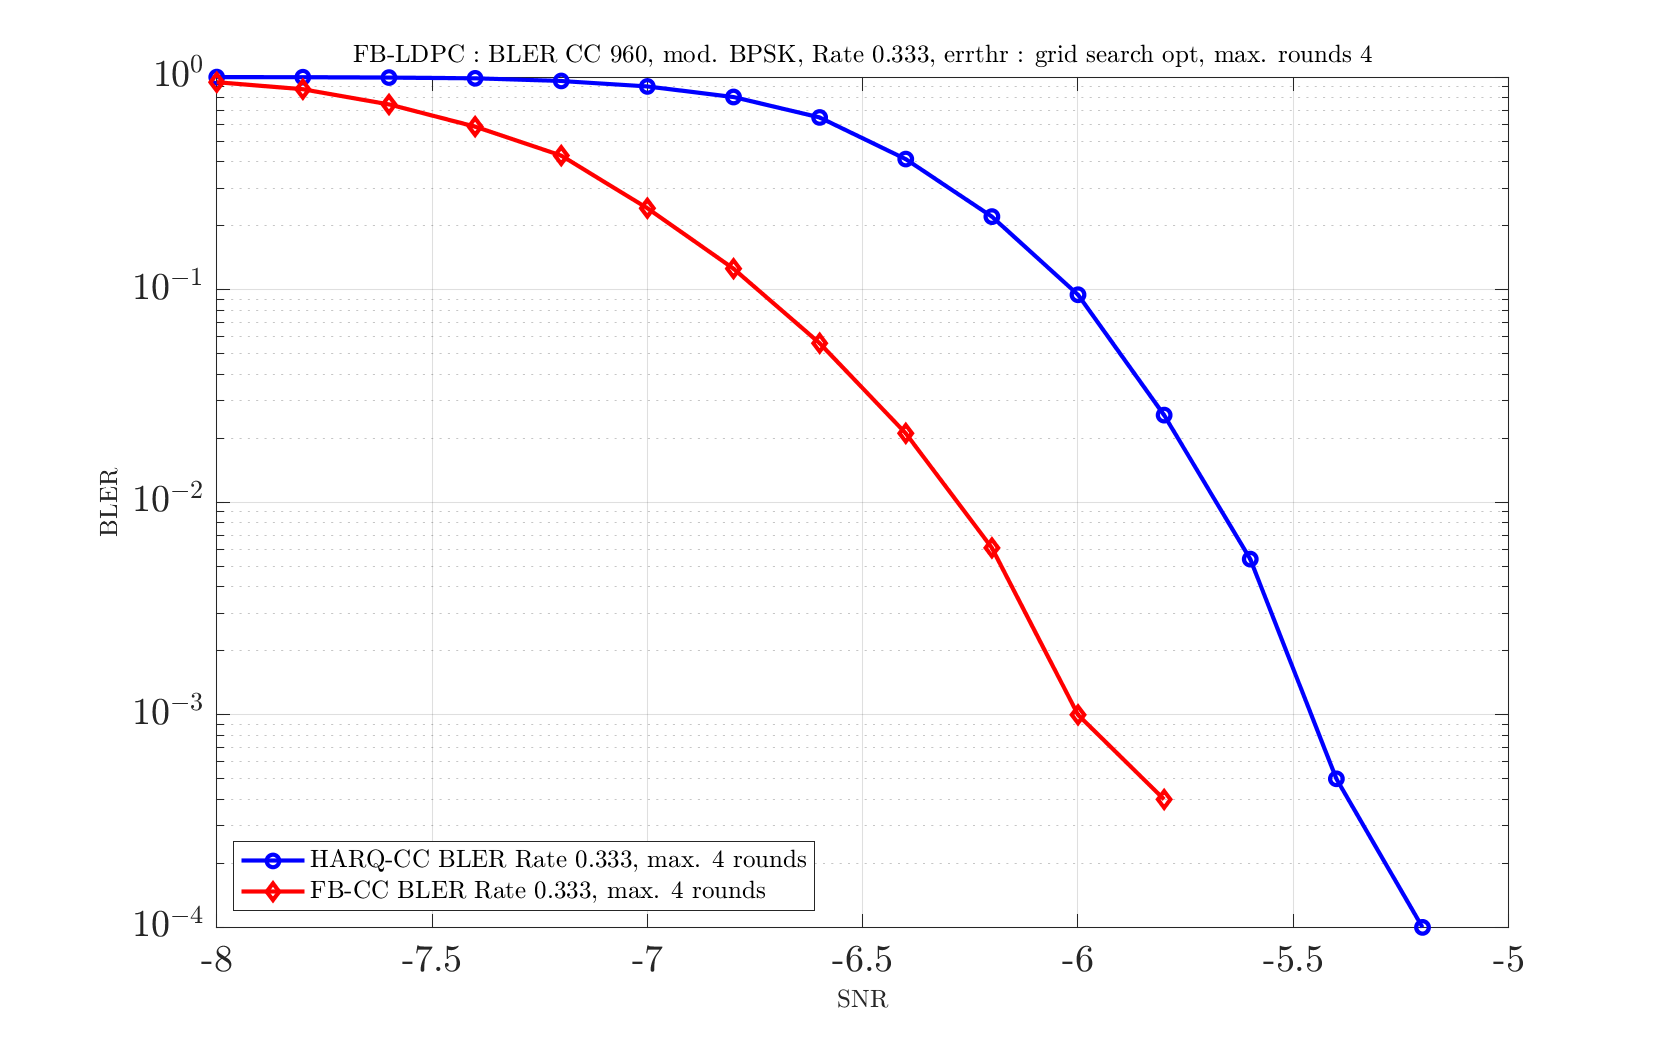 FB-LDPC : BLER CC 960, mod. BPSK, Rate 0.333, errthr : grid search opt, max. rounds 4
10^0
10^-1
10^-2
10^-3
10^-4
BLER
HARQ-CC BLER Rate 0.333, max. 4 rounds
FB-CC BLER Rate 0.333, max. 4 rounds
-8 -7.5 -7 -6.5 -6 -5.5 -5
SNR